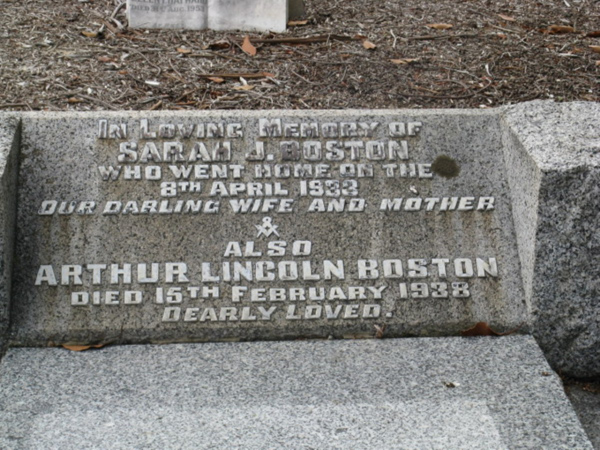 In Loving Memory of
SARAH J. BOSTON
WHO WENT HOME ON THE
8TH APRIL 1932
OUR DARLING WIFE AND MOTHER
ALSO
ARTHUR LINCOLN BOSTON
DIED 15TH FEBRUARY 1938
DEARLY LOVED.